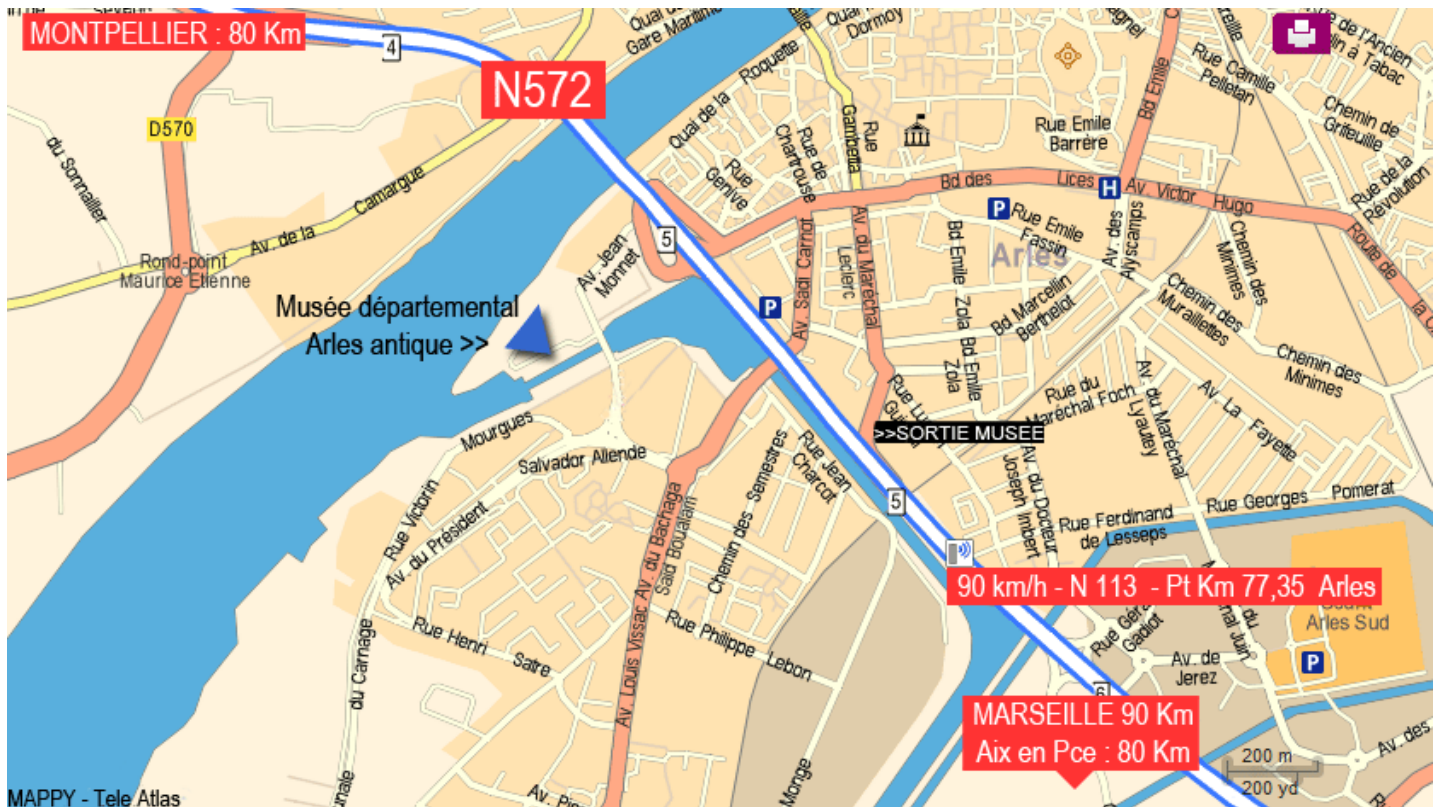 MONTPELLIER : 80 Km
4
N572
D570
du Sonnailler
Av. de la
Camargue
Rond-point
Maurice Etienne
Quai de la
Gare Maritime
Quai de la
Roquette
Dormoy
Gambetta
Rue
Rue de
Chartrouse
Rue
Genive
Rue Emile
Barrère
Bd Emile
Rue Camille
Pelletan
Rue de l'Ancien
Tabac
Chemin de
Griffeuille
Rue de la
Révolution
Route de
Bd des
Lices
H
Av. Victor
Hugo
P
Rue Emile
Fassin
Arles
Av. des
Alyscamps
Chemin des
Minimes
Chemin des
Muraillettes
Chemin des
Minimes
Bd Marcellin
Berthelot
Bd Emile Zola
Bd Emile
Zola
Av. du Maréchal
Leclerc
Av. Sadi Carnot
P
5
Av. Jean
Monnet
Musée départemental
Arles antique >>
Rue du
Maréchal Foch
Av. du Maréchal
Lyautey
Av. La Fayette
>>SORTIE MUSEE
Mourgues
Rue Victorin
Salvador Allende
Av. du Président
Chemin des Semestres
Rue Jean
Charcot
5
Av. du Docteur
Joseph Imbert
Rue Ferdinand
de Lesseps
Rue Georges
Pomerat
90 km/h - N 113 - Pt Km 77,35 Arles
Arles Sud
P
Av. de
Jerez
Av. Louis Vissac
Av. du Bachaga
Said Boualam
Rue Henri
Satre
Rue Philippe
Lebon
du Carnage
Monge
6
MARSEILLE 90 Km
Aix en Pce : 80 Km
Av. des
200 m
200 yd
MAPPY - Tele Atlas